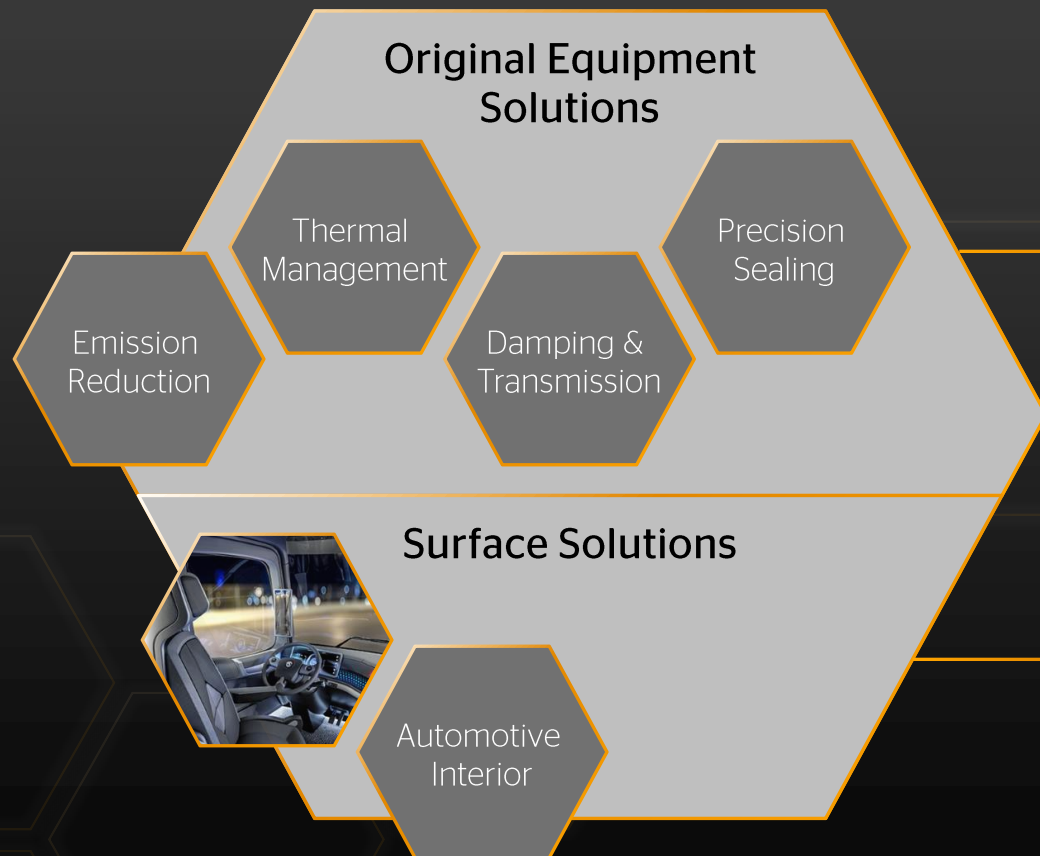 Original Equipment
Solutions
Thermal
Management
Precision
Sealing
Emission
Reduction
Damping &
Transmission
Surface Solutions
Automotive
Interior